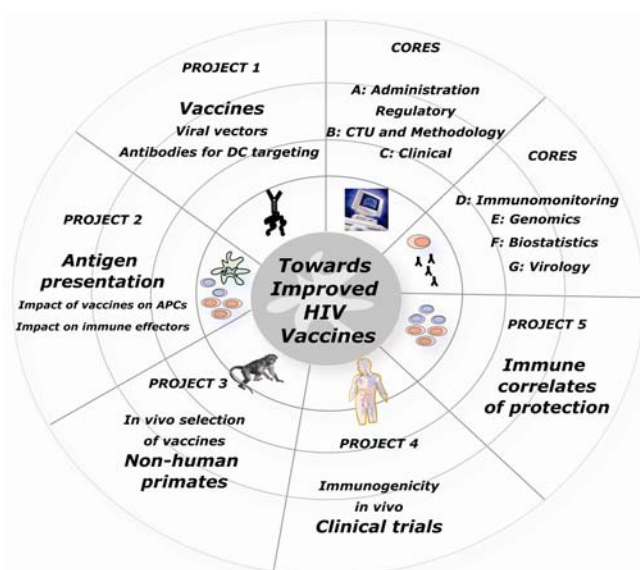 PROJECT 1
Vaccines
Viral vectors
Antibodies for DC targeting
CORES
A: Administration
Regulatory
B: CTU and Methodology
C: Clinical
CORES
D: Immunomonitoring
E: Genomics
F: Biostatistics
G: Virology
PROJECT 2
Antigen
presentation
Impact of vaccines on APCs
Impact on immune effectors
Towards
Improved
HIV
Vaccines
PROJECT 5
Immune
correlates
of protection
PROJECT 3
In vivo selection
of vaccines
Non-human
primates
PROJECT 4
Immunogenicity
in vivo
Clinical trials